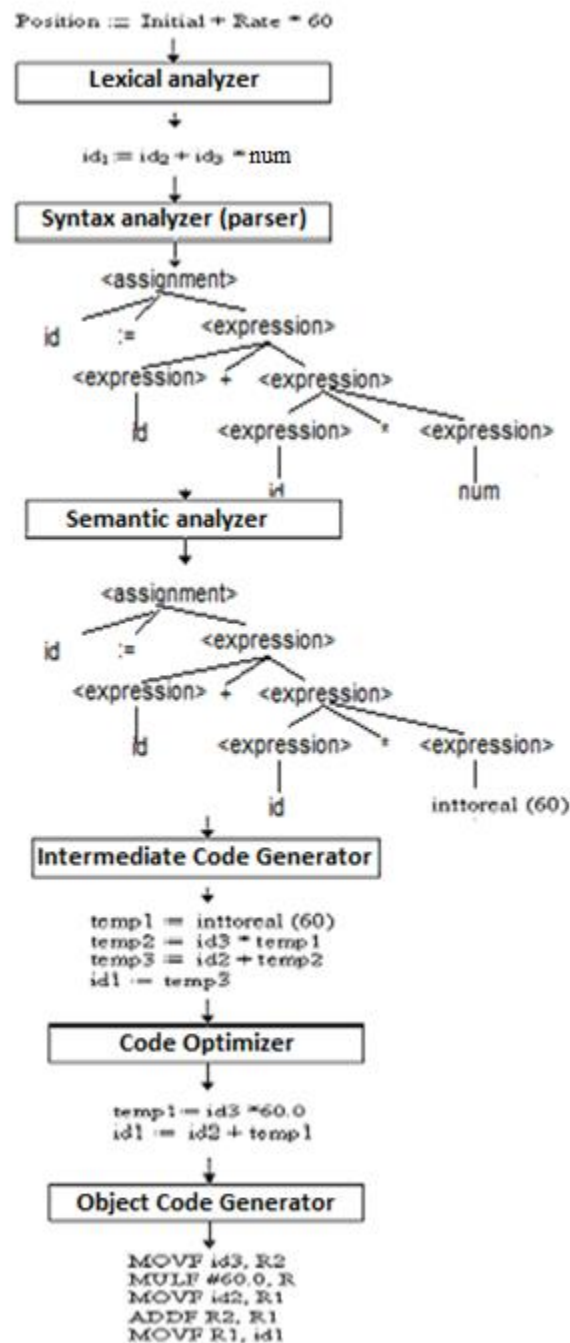 Position := Initial + Rate * 60
Lexical analyzer
id1 := id2 + id3 * num
Syntax analyzer (parser)
<assignment>
id := <expression>
<expression> + <expression>
id <expression> * <expression>
id num
Semantic analyzer
<assignment>
id := <expression>
<expression> + <expression>
id <expression> * <expression>
id inttoreal (60)
Intermediate Code Generator
temp1 := inttoreal (60)
temp2 := id3 * temp1
temp3 := id2 + temp2
id1 := temp3
Code Optimizer
temp1 := id3 *60.0
id1 := id2 + temp1
Object Code Generator
MOVF id3, R2
MULF #60.0, R
MOVF id2, R1
ADDF R2, R1
MOVF R1, id1